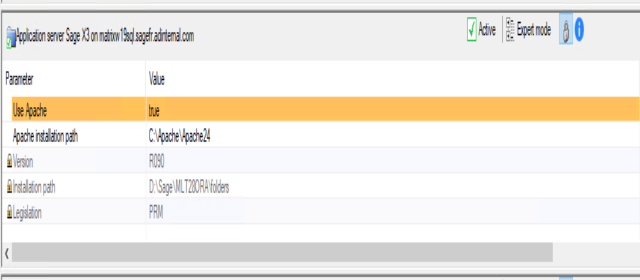 Application server Sage X3 on matrixw19sql.sagefr.adinternal.com
Active
Expert mode
Parameter Value
Use Apache true
Apache installation path C:\Apache\Apache24
Version R090
Installation path D:\Sage\MLT28ORA\folders
Legislation PRM